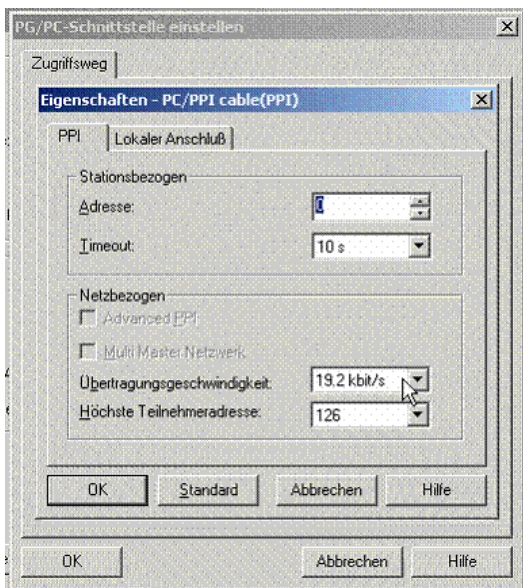 PG/PC-Schnittstelle einstellen
Zugriffsweg
Eigenschaften - PC/PPI cable(PPI)
PPI Lokaler Anschluß
Stationsbezogen
Adresse: 0
Timeout: 10 s
Netzbezogen
Advanced PPI
Multi Master Netzwerk
Übertragungsgeschwindigkeit: 19.2 kbit/s
Höchste Teilnehmeradresse: 126
OK Standard Abbrechen Hilfe
OK Abbrechen Hilfe